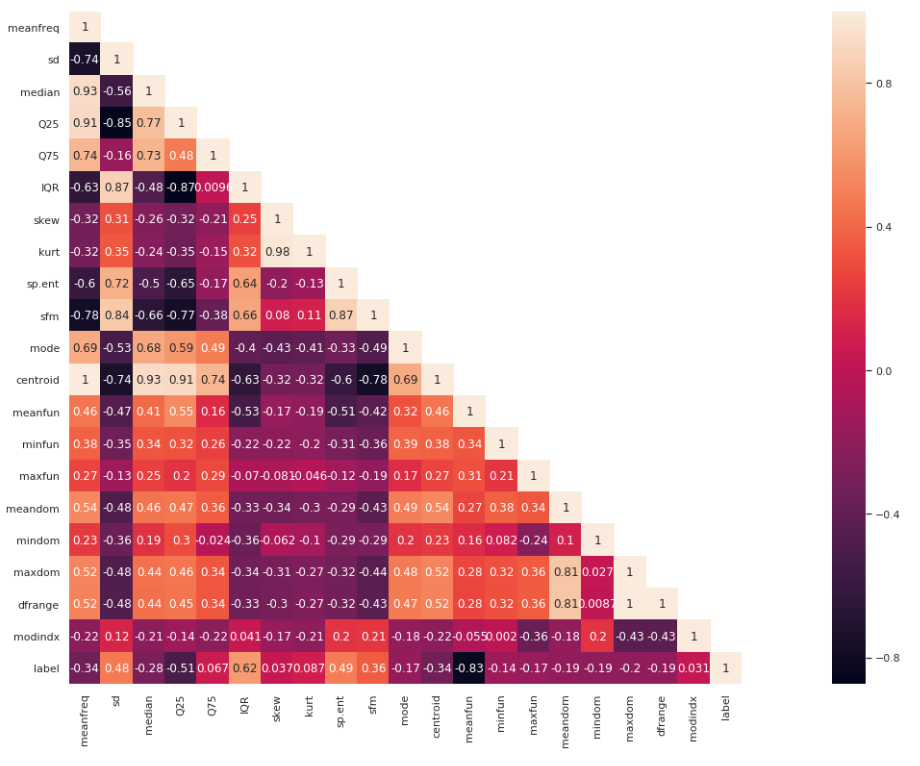 meanfreq 1
sd -0.74 1
median 0.93 -0.56 1
0.8
Q25 0.91 -0.85 0.77 1
Q75 0.74 -0.16 0.73 0.48 1
IQR -0.63 0.87 -0.48 -0.87 0.0096 1
skew -0.32 0.31 -0.26 -0.32 -0.21 0.25 1
0.4
kurt -0.32 0.35 -0.24 -0.35 -0.15 0.32 0.98 1
sp.ent -0.6 0.72 -0.5 -0.65 -0.17 0.64 -0.2 -0.13 1
sfm -0.78 0.84 -0.66 -0.77 -0.38 0.66 0.08 0.11 0.87 1
mode 0.69 -0.53 0.68 0.59 0.49 -0.4 -0.43 -0.41 -0.33 -0.49 1
0.0
centroid 1 -0.74 0.93 0.91 0.74 -0.63 -0.32 -0.32 -0.6 -0.78 0.69 1
meanfun 0.46 -0.47 0.41 0.55 0.16 -0.53 -0.17 -0.19 -0.51 -0.42 0.32 0.46 1
minfun 0.38 -0.35 0.34 0.32 0.26 -0.22 -0.22 -0.2 -0.31 -0.36 0.39 0.38 0.34 1
maxfun 0.27 -0.13 0.25 0.2 0.29 -0.07 -0.081 -0.046 -0.12 -0.19 0.17 0.27 0.31 0.21 1
meandom 0.54 -0.48 0.46 0.47 0.36 -0.33 -0.34 -0.3 -0.29 -0.43 0.49 0.54 0.27 0.38 0.34 1
−0.4
mindom 0.23 -0.36 0.19 0.3 -0.024 -0.36 -0.062 -0.1 -0.29 -0.29 0.2 0.23 0.16 0.082 -0.24 0.1 1
maxdom 0.52 -0.48 0.44 0.46 0.34 -0.34 -0.31 -0.27 -0.32 -0.44 0.48 0.52 0.28 0.32 0.36 0.81 0.027 1
dfrange 0.52 -0.48 0.44 0.45 0.34 -0.33 -0.3 -0.27 -0.32 -0.43 0.47 0.52 0.28 0.32 0.36 0.81 0.0087 1 1
modindx -0.22 0.12 -0.21 -0.14 -0.22 0.041 -0.17 -0.21 0.2 0.21 -0.18 -0.22 -0.055 0.002 -0.36 -0.18 0.2 -0.43 -0.43 1
label -0.34 0.48 -0.28 -0.51 0.067 0.62 0.037 0.087 0.49 0.36 -0.17 -0.34 -0.83 -0.14 -0.17 -0.19 -0.19 -0.2 -0.19 0.031 1
−0.8
meanfreq sd median Q25 Q75 IQR skew kurt sp.ent sfm mode centroid meanfun minfun maxfun meandom mindom maxdom dfrange modindx label